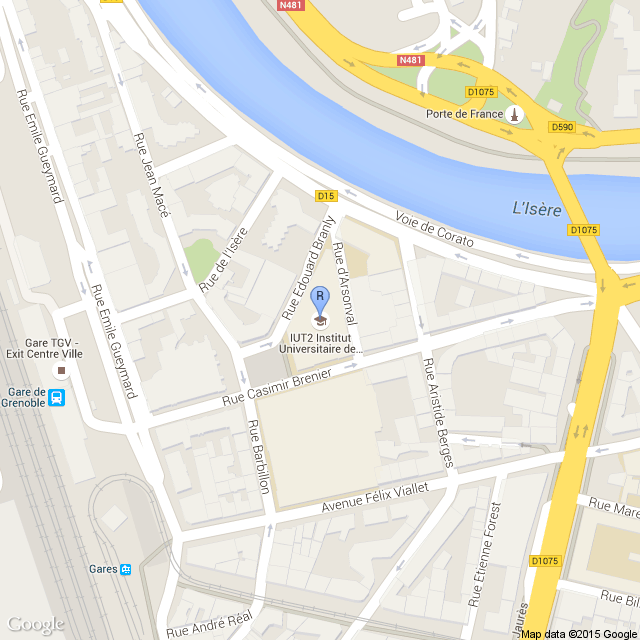 N481
N481
D1075
Porte de France
D590
Rue Emile Gueymard
Rue Jean Macé
D15
L'Isère
Voie de Corato
D1075
Rue de l'Isère
Rue Edouard Branly
Rue d'Arsonval
R
IUT2 Institut
Universitaire de...
Gare TGV -
Exit Centre Ville
Rue Emile Gueymard
Gare de
Grenoble
Rue Casimir Brenier
Rue Aristide Berges
Rue Barbillon
Avenue Félix Viallet
Rue Etienne Forest
Rue Mare
D1075
Gares
Rue Bil
aurès
Rue André Réal
Google
Map data ©2015 Google